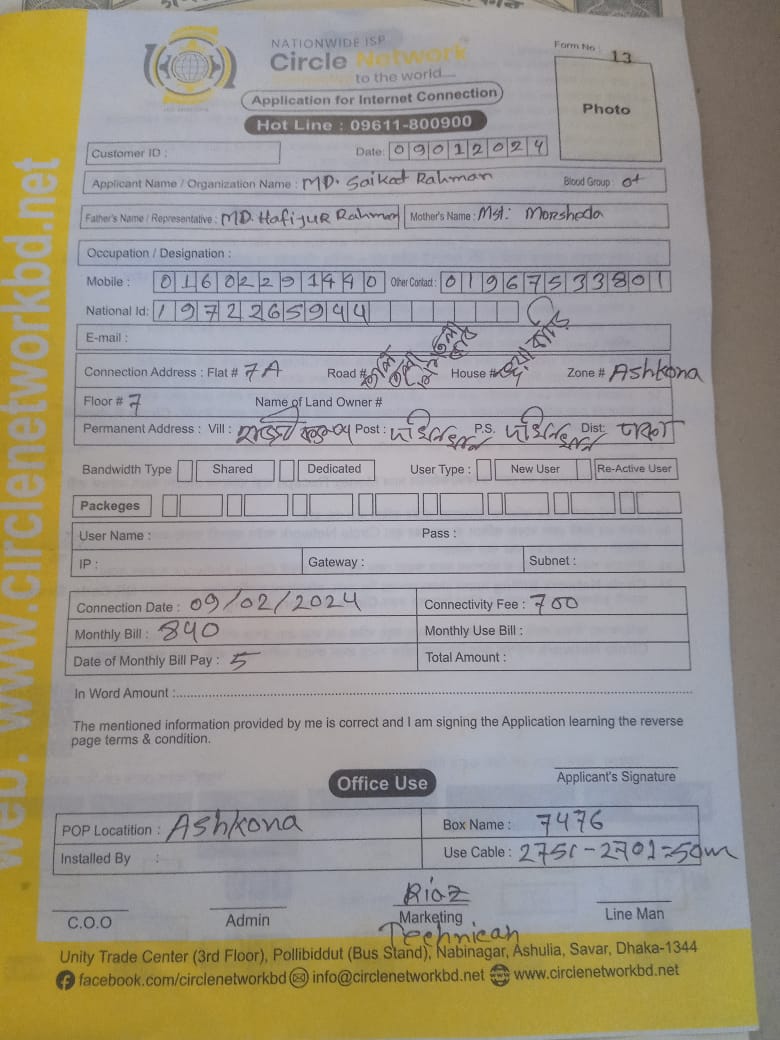 NATIONWIDE ISP
Circle Network
to the world....
Form No : 13
Application for Internet Connection
Photo
Hot Line : 09611-800900
Customer ID :
Date: 09012024
Applicant Name / Organization Name : MD. Saikat Rahman Blood Group : o+
Father's Name / Representative : MD. Hafijur Rahman Mother's Name : Mst: Morsheda
Occupation / Designation :
Mobile : 01602291440 Other Contact : 01967533801
National Id: 1972265944
E-mail :
Connection Address : Flat # 7A Road # House # Zone # Ashkona
Floor # 7 Name of Land Owner #
Permanent Address : Vill : Post : দক্ষিনখান P.S. দক্ষিনখান Dist: ঢাকা
Bandwidth Type Shared Dedicated User Type : New User Re-Active User
Packeges
User Name : Pass :
IP : Gateway : Subnet :
Connection Date : 09/02/2024 Connectivity Fee : 700
Monthly Bill : 840 Monthly Use Bill :
Date of Monthly Bill Pay : 5 Total Amount :
In Word Amount :
The mentioned information provided by me is correct and I am signing the Application learning the reverse
page terms & condition.
Applicant's Signature
Office Use
POP Locatition : Ashkona Box Name : 7476
Installed By : Use Cable : 2751-2701=50m
Riaz
C.O.O Admin Marketing Line Man
Technican
Unity Trade Center (3rd Floor), Pollibiddut (Bus Stand), Nabinagar, Ashulia, Savar, Dhaka-1344
facebook.com/circlenetworkbd info@circlenetworkbd.net www.circlenetworkbd.net
web. www.circlenetworkbd.net